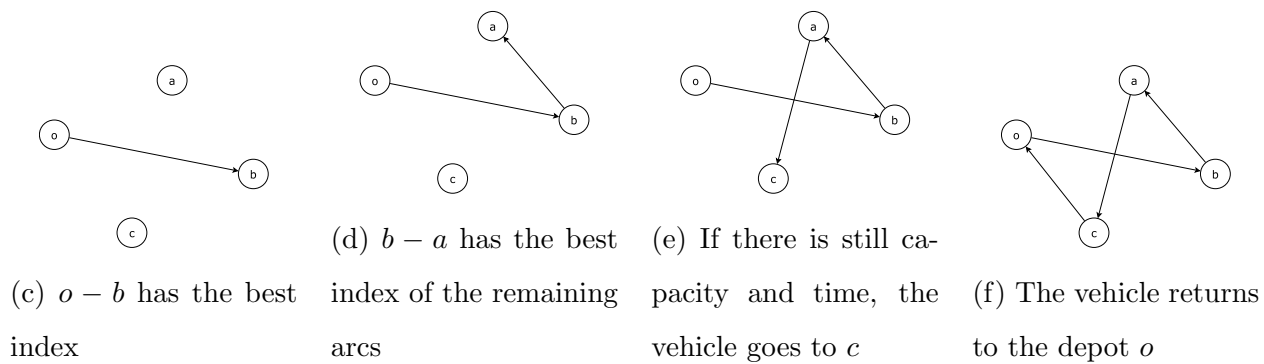 a
o
b
c
(c) o − b has the best
index
a
o
b
c
(d) b − a has the best
index of the remaining
arcs
a
o
b
c
(e) If there is still ca-
pacity and time, the
vehicle goes to c
a
o
b
c
(f) The vehicle returns
to the depot o